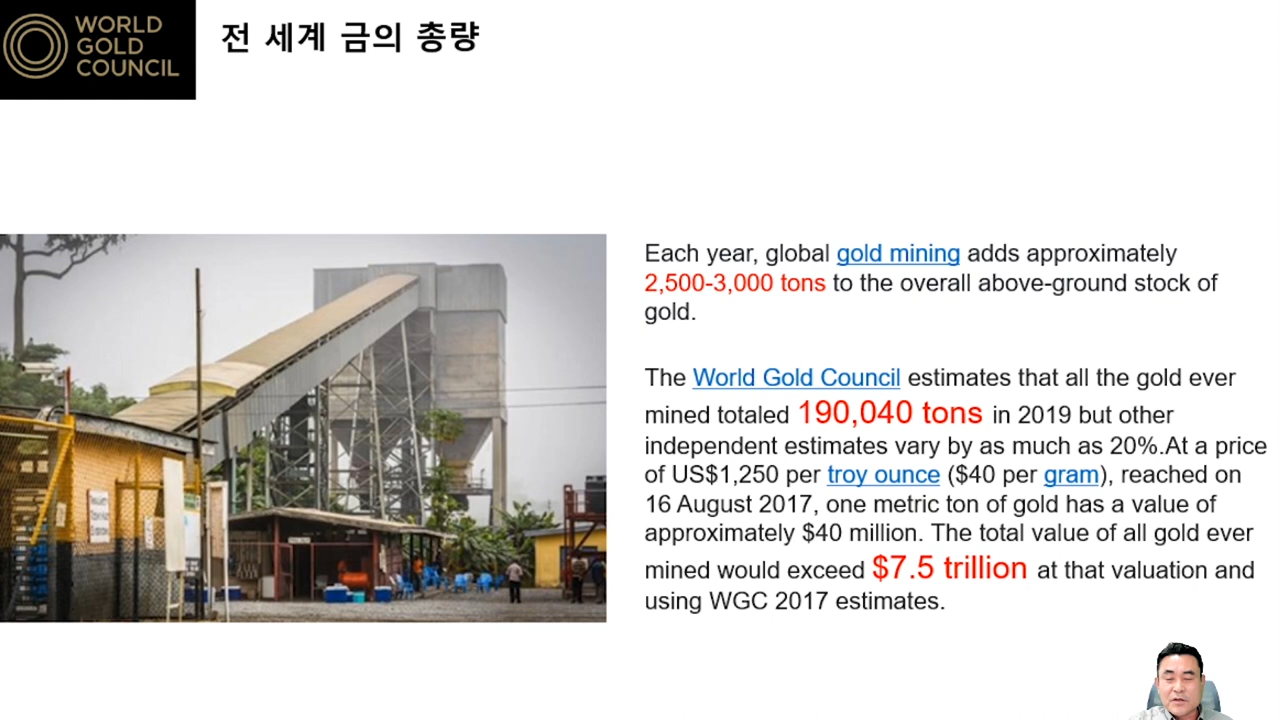 WORLD
GOLD
COUNCIL
전 세계 금의 총량
Each year, global gold mining adds approximately
2,500-3,000 tons to the overall above-ground stock of
gold.
The World Gold Council estimates that all the gold ever
mined totaled 190,040 tons in 2019 but other
independent estimates vary by as much as 20%.At a price
of US$1,250 per troy ounce ($40 per gram), reached on
16 August 2017, one metric ton of gold has a value of
approximately $40 million. The total value of all gold ever
mined would exceed $7.5 trillion at that valuation and
using WGC 2017 estimates.